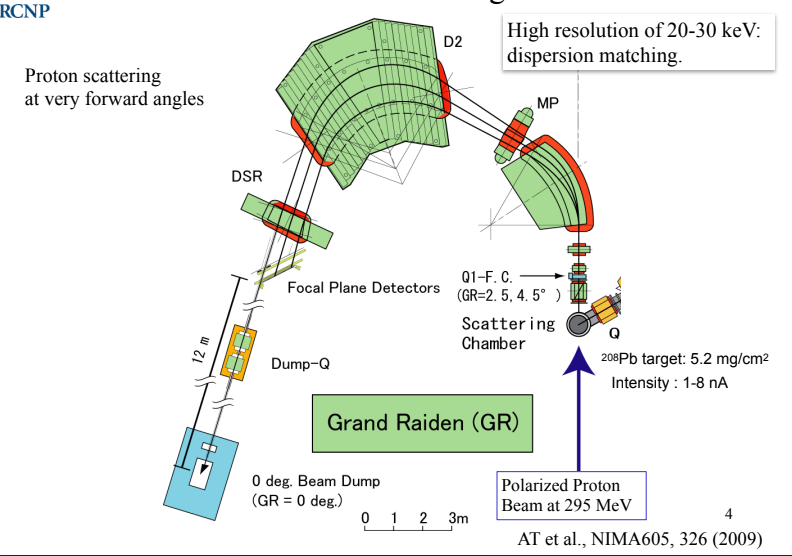 RCNP
High resolution of 20-30 keV:
dispersion matching.
Proton scattering
at very forward angles
D2
MP
DSR
Focal Plane Detectors
Q1-F.C.
(GR=2.5, 4.5° )
Scattering
Chamber
Q
12 m
Dump-Q
208Pb target: 5.2 mg/cm2
Intensity : 1-8 nA
Grand Raiden (GR)
0 deg. Beam Dump
(GR = 0 deg.)
0 1 2 3m
Polarized Proton
Beam at 295 MeV
4
AT et al., NIMA605, 326 (2009)